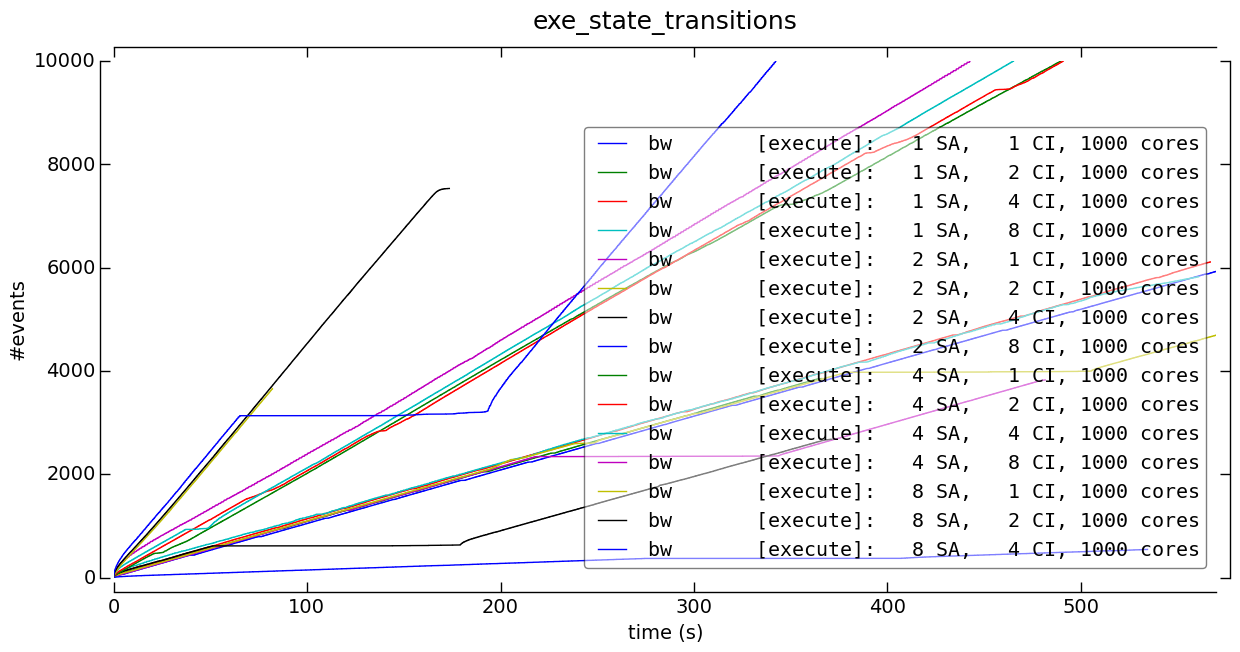 exe_state_transitions
10000
8000
6000
4000
2000
0
#events
bw [execute]: 1 SA, 1 CI, 1000 cores
bw [execute]: 1 SA, 2 CI, 1000 cores
bw [execute]: 1 SA, 4 CI, 1000 cores
bw [execute]: 1 SA, 8 CI, 1000 cores
bw [execute]: 2 SA, 1 CI, 1000 cores
bw [execute]: 2 SA, 2 CI, 1000 cores
bw [execute]: 2 SA, 4 CI, 1000 cores
bw [execute]: 2 SA, 8 CI, 1000 cores
bw [execute]: 4 SA, 1 CI, 1000 cores
bw [execute]: 4 SA, 2 CI, 1000 cores
bw [execute]: 4 SA, 4 CI, 1000 cores
bw [execute]: 4 SA, 8 CI, 1000 cores
bw [execute]: 8 SA, 1 CI, 1000 cores
bw [execute]: 8 SA, 2 CI, 1000 cores
bw [execute]: 8 SA, 4 CI, 1000 cores
0 100 200 300 400 500
time (s)